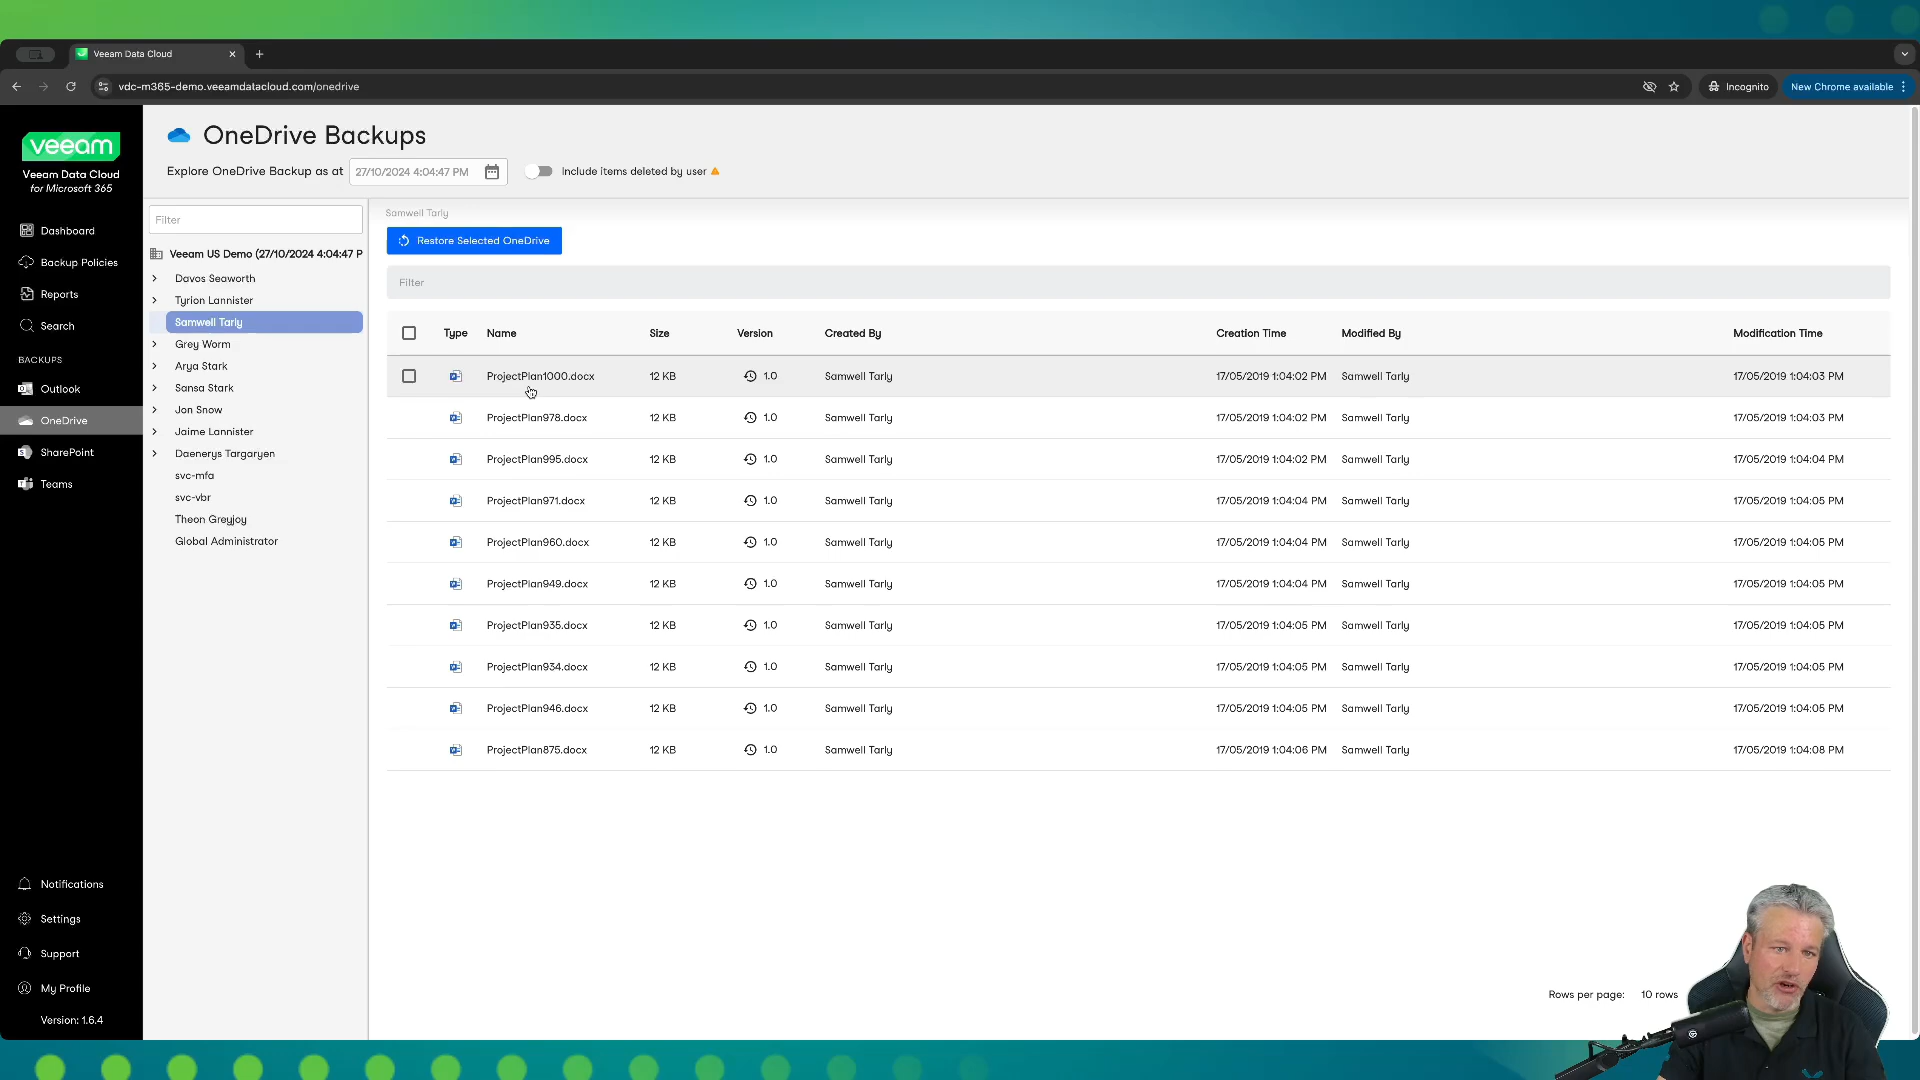 Veeam Data Cloud
vdc-m365-demo.veeamdatacloud.com/onedrive
Incognito
New Chrome available
veeam
Veeam Data Cloud
for Microsoft 365
Dashboard
Backup Policies
Reports
Search
BACKUPS
Outlook
OneDrive
SharePoint
Teams
Notifications
Settings
Support
My Profile
Version: 1.6.4
OneDrive Backups
Explore OneDrive Backup as at 27/10/2024 4:04:47 PM Include items deleted by user
Filter
Veeam US Demo (27/10/2024 4:04:47 P
Davos Seaworth
Tyrion Lannister
Samwell Tarly
Grey Worm
Arya Stark
Sansa Stark
Jon Snow
Jaime Lannister
Daenerys Targaryen
svc-mfa
svc-vbr
Theon Greyjoy
Global Administrator
Samwell Tarly
Restore Selected OneDrive
Filter
Type Name Size Version Created By Creation Time Modified By Modification Time
ProjectPlan1000.docx 12 KB 1.0 Samwell Tarly 17/05/2019 1:04:02 PM Samwell Tarly 17/05/2019 1:04:03 PM
ProjectPlan978.docx 12 KB 1.0 Samwell Tarly 17/05/2019 1:04:02 PM Samwell Tarly 17/05/2019 1:04:03 PM
ProjectPlan995.docx 12 KB 1.0 Samwell Tarly 17/05/2019 1:04:02 PM Samwell Tarly 17/05/2019 1:04:04 PM
ProjectPlan971.docx 12 KB 1.0 Samwell Tarly 17/05/2019 1:04:04 PM Samwell Tarly 17/05/2019 1:04:05 PM
ProjectPlan960.docx 12 KB 1.0 Samwell Tarly 17/05/2019 1:04:04 PM Samwell Tarly 17/05/2019 1:04:05 PM
ProjectPlan949.docx 12 KB 1.0 Samwell Tarly 17/05/2019 1:04:04 PM Samwell Tarly 17/05/2019 1:04:05 PM
ProjectPlan935.docx 12 KB 1.0 Samwell Tarly 17/05/2019 1:04:05 PM Samwell Tarly 17/05/2019 1:04:05 PM
ProjectPlan934.docx 12 KB 1.0 Samwell Tarly 17/05/2019 1:04:05 PM Samwell Tarly 17/05/2019 1:04:05 PM
ProjectPlan946.docx 12 KB 1.0 Samwell Tarly 17/05/2019 1:04:05 PM Samwell Tarly 17/05/2019 1:04:05 PM
ProjectPlan875.docx 12 KB 1.0 Samwell Tarly 17/05/2019 1:04:06 PM Samwell Tarly 17/05/2019 1:04:08 PM
Rows per page: 10 rows